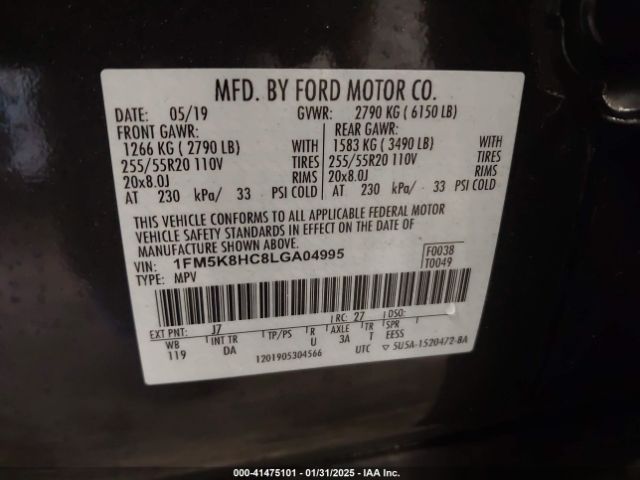 MFD. BY FORD MOTOR CO.
DATE: 05/19 GVWR: 2790 KG (6150 LB)
FRONT GAWR: REAR GAWR:
1266 KG (2790 LB) WITH 1583 KG (3490 LB) WITH
255/55R20 110V TIRES 255/55R20 110V TIRES
20x8.0J RIMS 20x8.0J RIMS
AT 230 kPa/ 33 PSI COLD AT 230 kPa/ 33 PSI COLD
THIS VEHICLE CONFORMS TO ALL APPLICABLE FEDERAL MOTOR
VEHICLE SAFETY STANDARDS IN EFFECT ON THE DATE OF
MANUFACTURE SHOWN ABOVE.
VIN: 1FM5K8HC8LGA04995 F0038
TYPE: MPV T0049
EXT PNT: J7 RC: 27 DSO:
WB INT TR TP/PS R AXLE TR SPR
119 DA U 3A T EESS
1201905304566 UTC ▽ 5U5A-1520472-BA
000-41475101 - 01/31/2025 - IAA Inc.